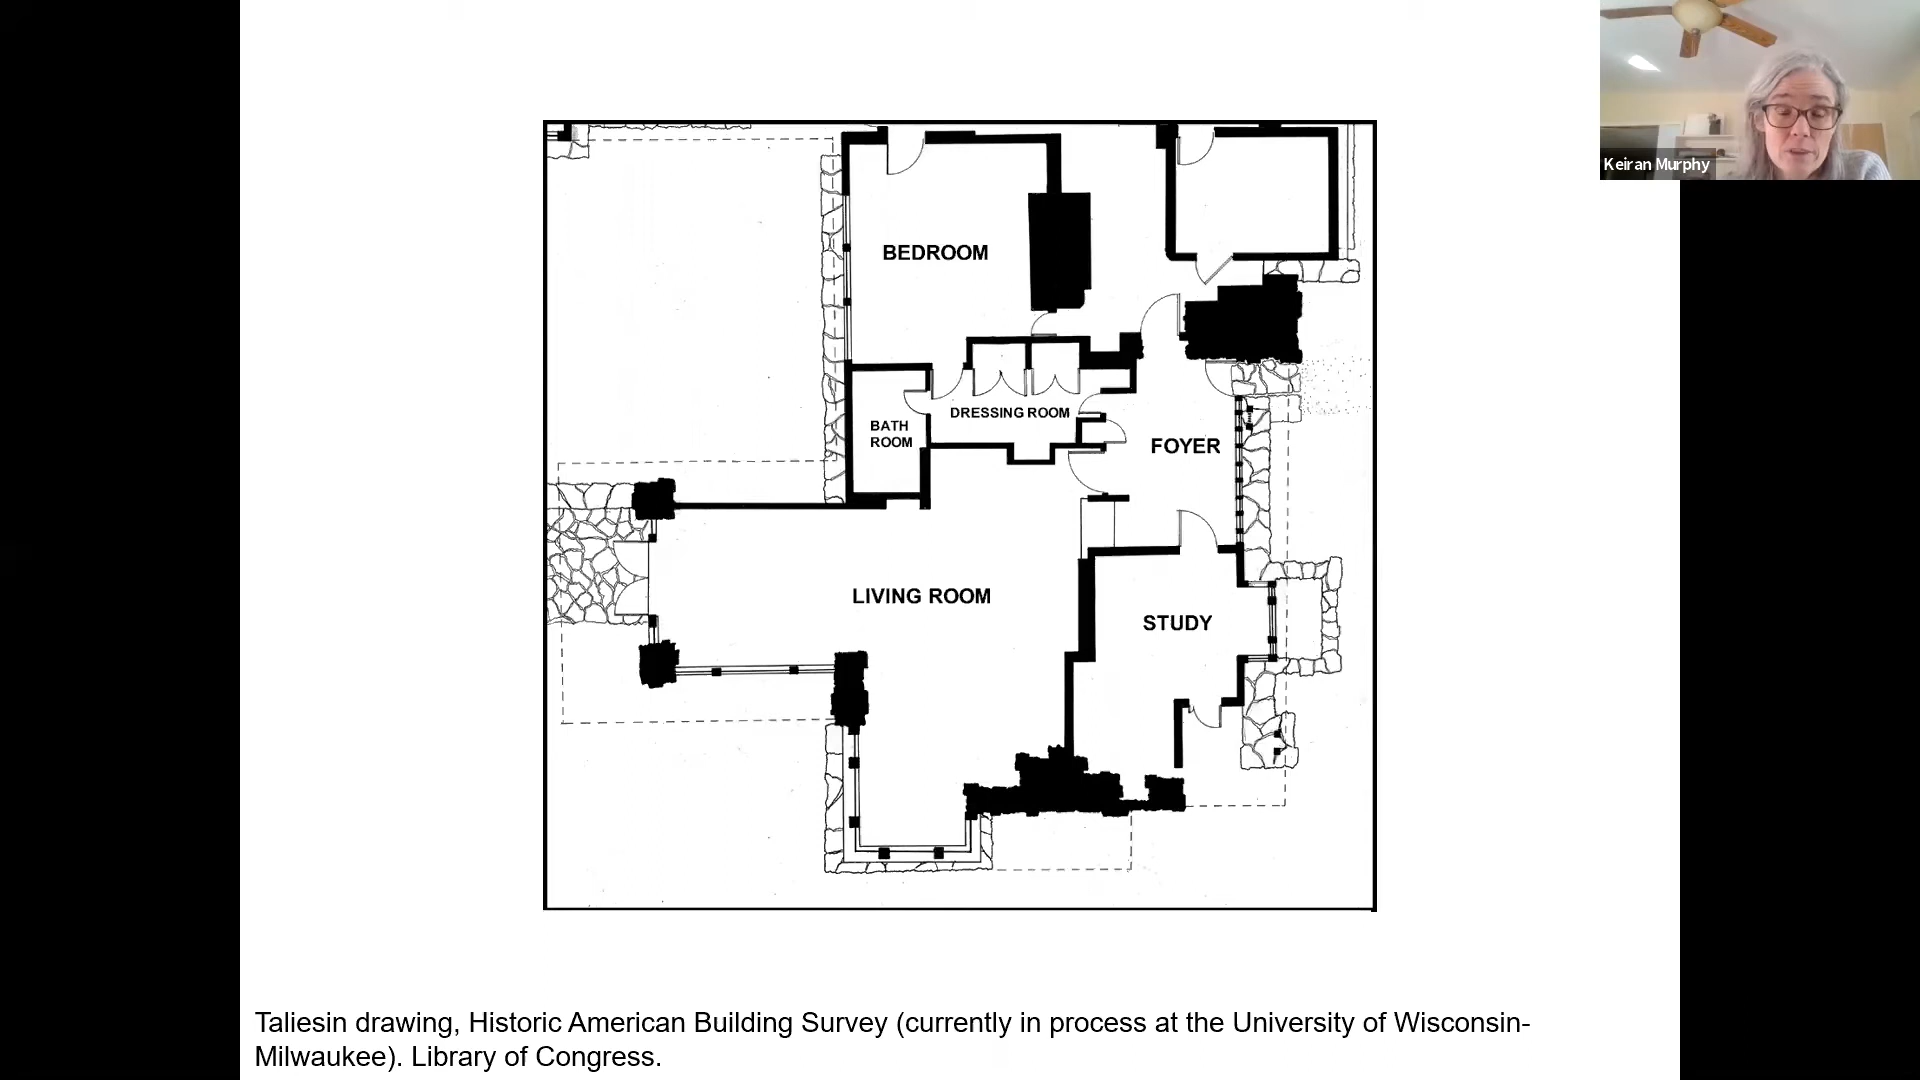 Keiran Murphy
BEDROOM
DRESSING ROOM
BATH
ROOM
FOYER
LIVING ROOM
STUDY
Taliesin drawing, Historic American Building Survey (currently in process at the University of Wisconsin-
Milwaukee). Library of Congress.